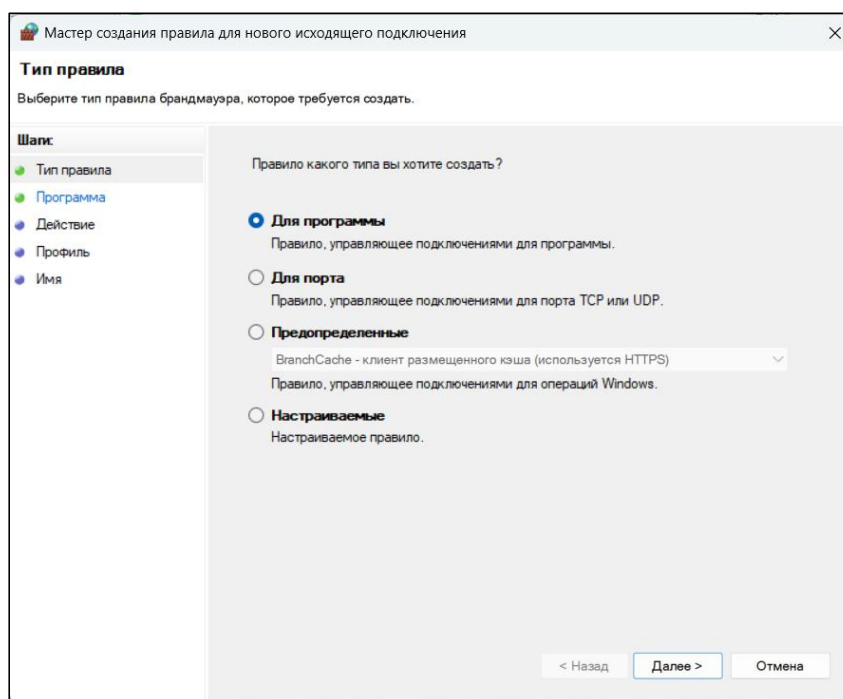 Мастер создания правила для нового исходящего подключения
Тип правила
Выберите тип правила брандмауэра, которое требуется создать.
Шаги:
Тип правила
Программа
Действие
Профиль
Имя
Правило какого типа вы хотите создать?
Для программы
Правило, управляющее подключениями для программы.
Для порта
Правило, управляющее подключениями для порта TCP или UDP.
Предопределенные
BranchCache - клиент размещенного кэша (используется HTTPS)
Правило, управляющее подключениями для операций Windows.
Настраиваемые
Настраиваемое правило.
< Назад
Далее >
Отмена